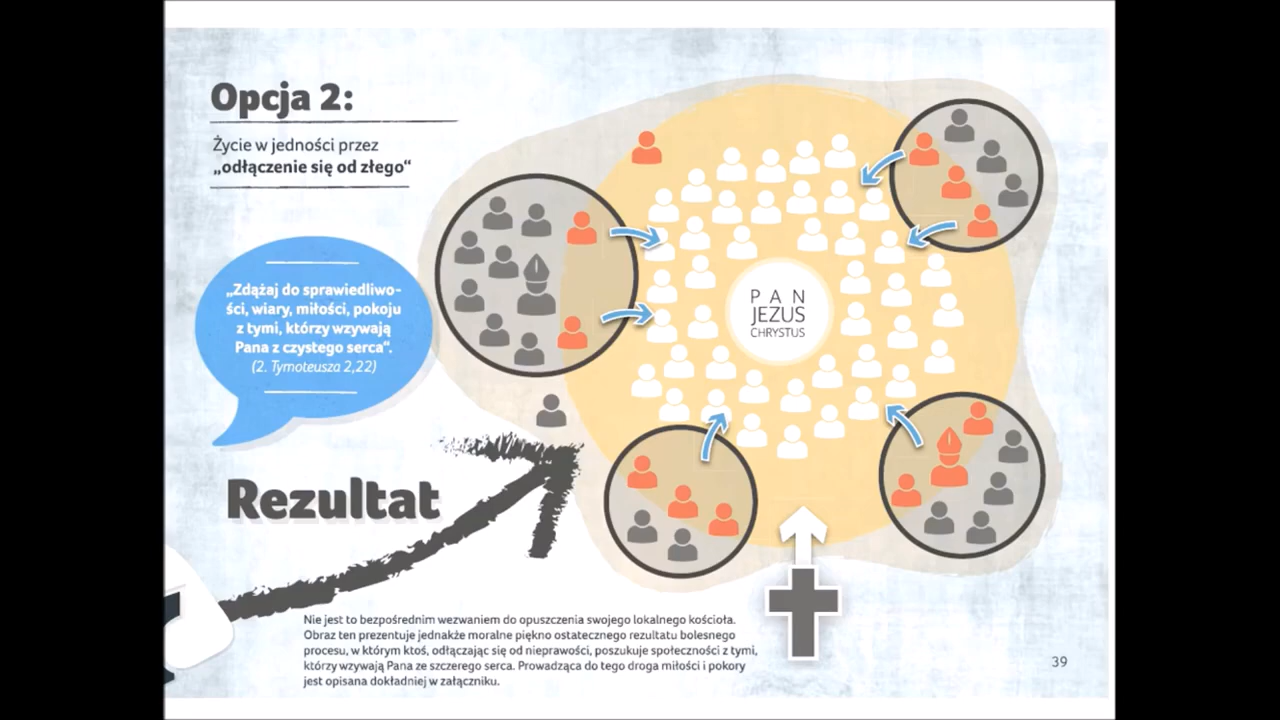 Opcja 2:
Życie w jedności przez
„odłączenie się od złego“
„Zdążaj do sprawiedliwo-
ści, wiary, miłości, pokoju
z tymi, którzy wzywają
Pana z czystego serca“.
(2. Tymoteusza 2,22)
PAN
JEZUS
CHRYSTUS
Rezultat
Nie jest to bezpośrednim wezwaniem do opuszczenia swojego lokalnego kościoła.
Obraz ten prezentuje jednakże moralne piękno ostatecznego rezultatu bolesnego
procesu, w którym ktoś, odłączając się od nieprawości, poszukuje społeczności z tymi,
którzy wzywają Pana ze szczerego serca. Prowadząca do tego droga miłości i pokory
jest opisana dokładniej w załączniku.
39